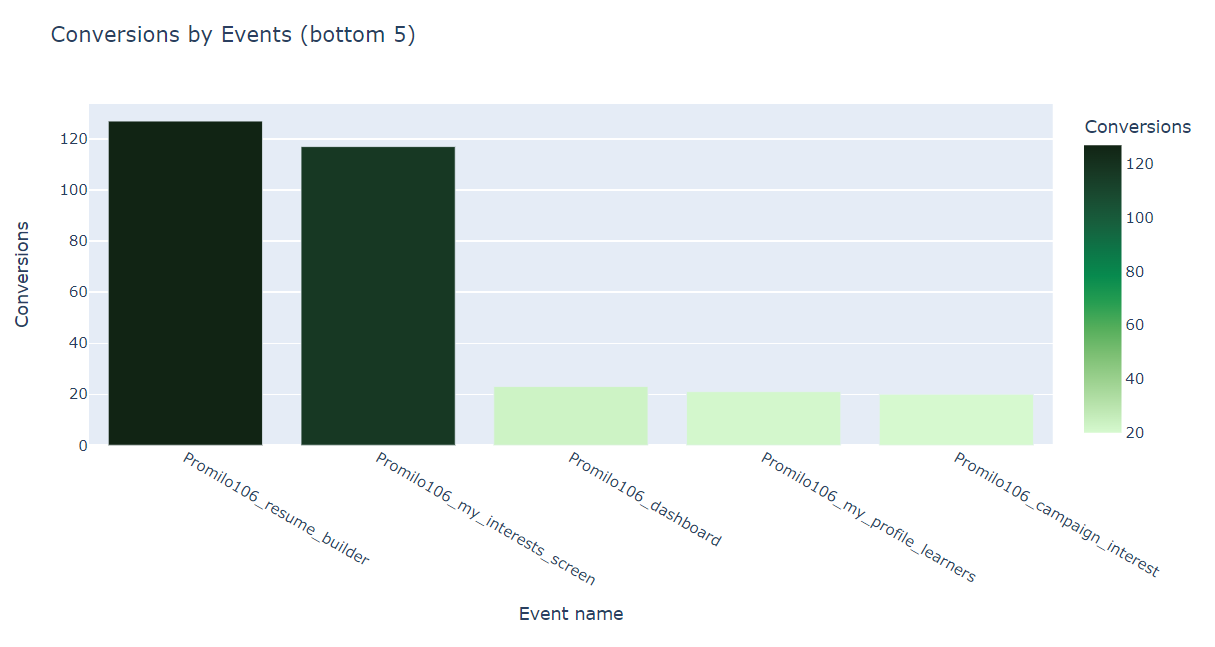 Conversions by Events (bottom 5)
Conversions
120
100
80
60
40
20
0
Promilo106_resume_builder
Promilo106_my_interests_screen
Promilo106_dashboard
Promilo106_my_profile_learners
Promilo106_campaign_interest
Event name
Conversions
120
100
80
60
40
20